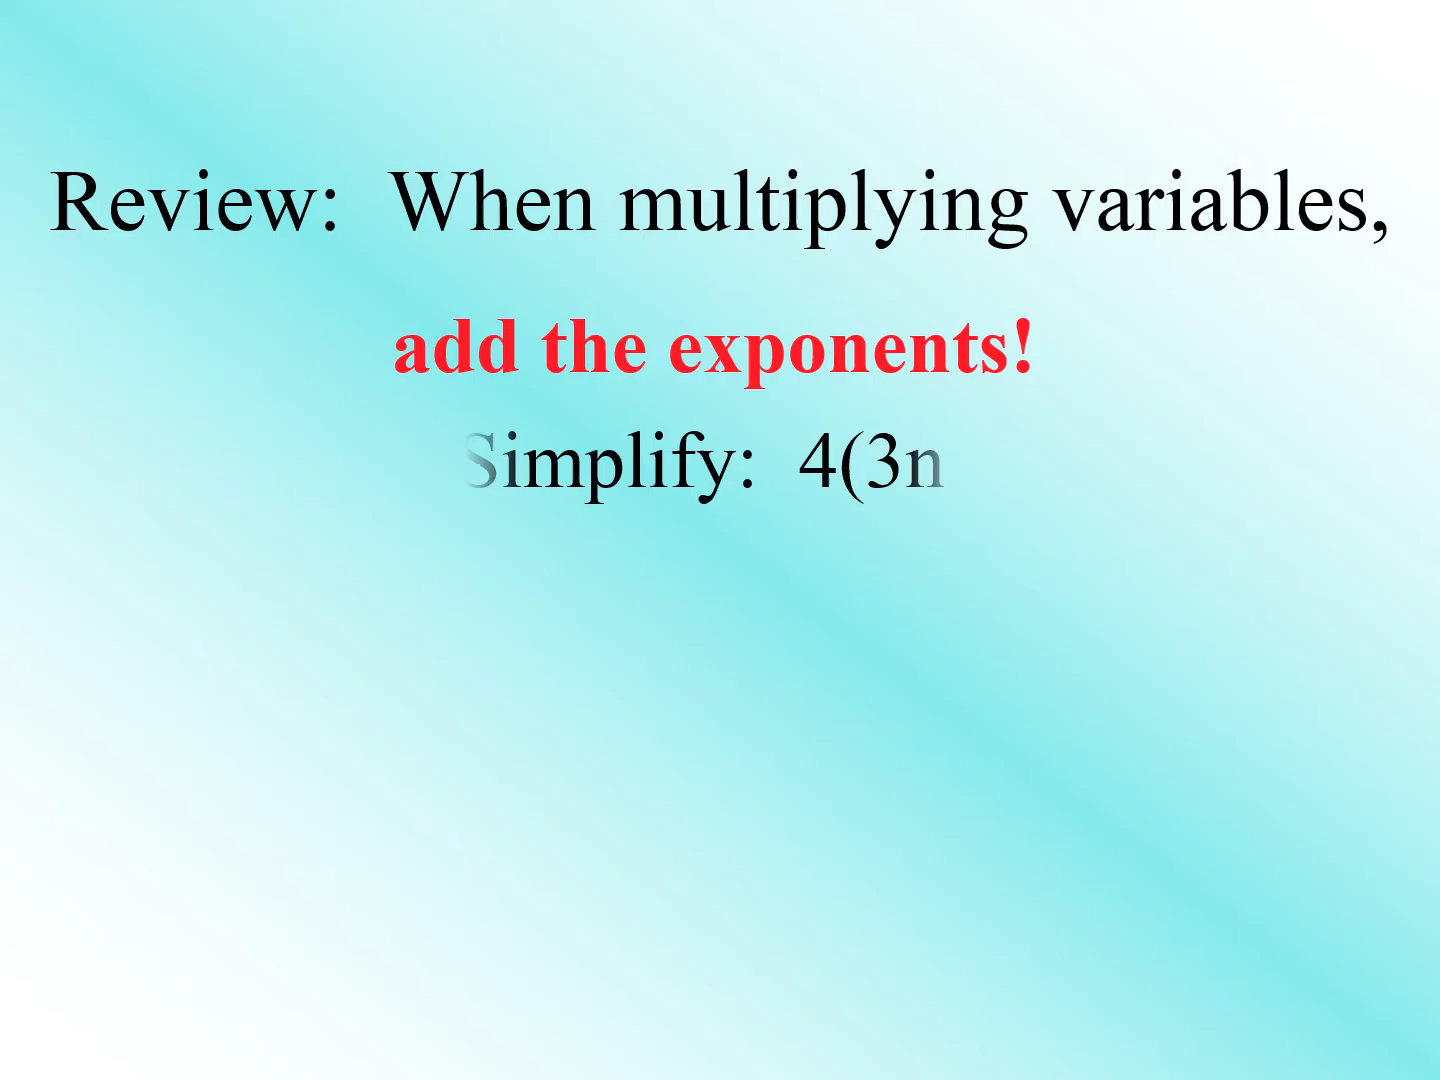 Review: When multiplying variables,
add the exponents!
Simplify: 4(3n